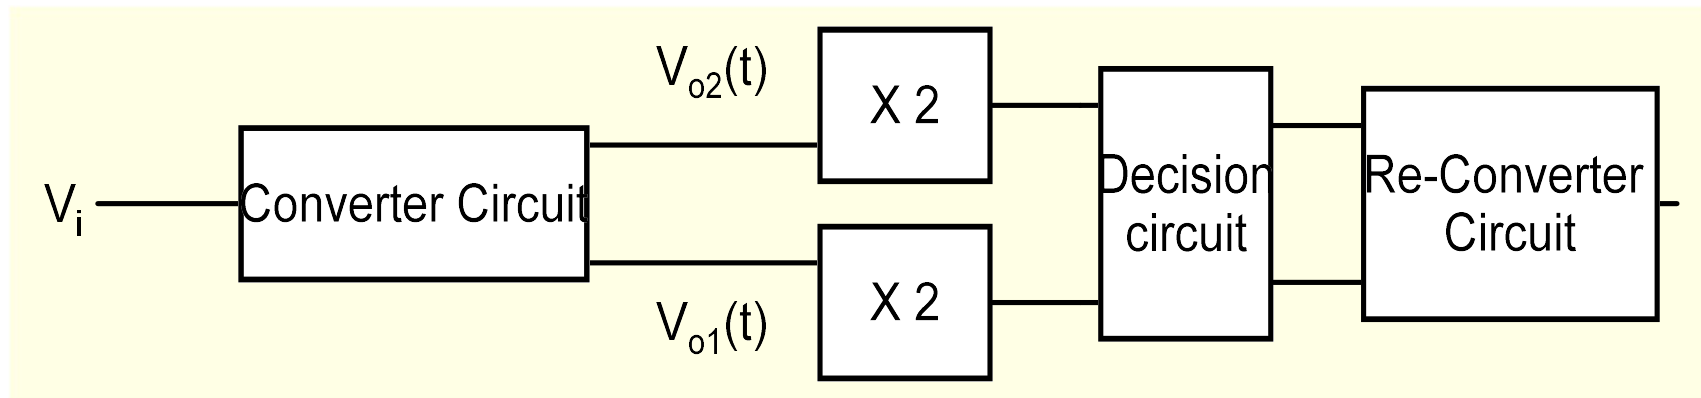 Vi
Converter Circuit
Vo2(t)
Vo1(t)
X 2
X 2
Decision
circuit
Re-Converter
Circuit